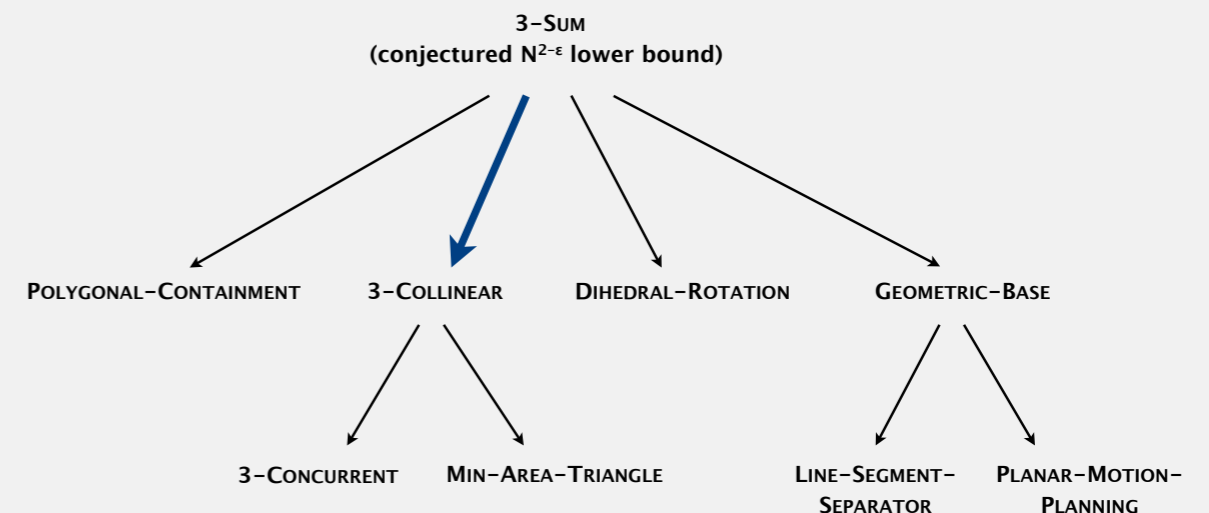 3-SUM
(conjectured N²⁻ᵋ lower bound)
POLYGONAL-CONTAINMENT
3-COLLINEAR
DIHEDRAL-ROTATION
GEOMETRIC-BASE
3-CONCURRENT
MIN-AREA-TRIANGLE
LINE-SEGMENT-
SEPARATOR
PLANAR-MOTION-
PLANNING